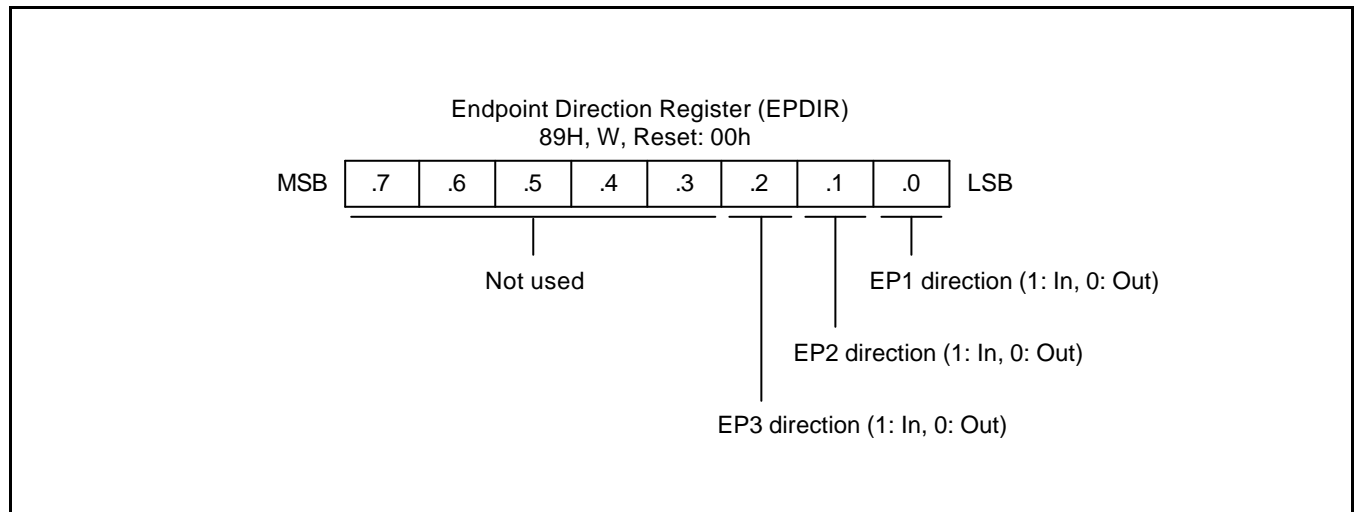 Endpoint Direction Register (EPDIR)
89H, W, Reset: 00h
MSB .7 .6 .5 .4 .3 .2 .1 .0 LSB
Not used
EP1 direction (1: In, 0: Out)
EP2 direction (1: In, 0: Out)
EP3 direction (1: In, 0: Out)